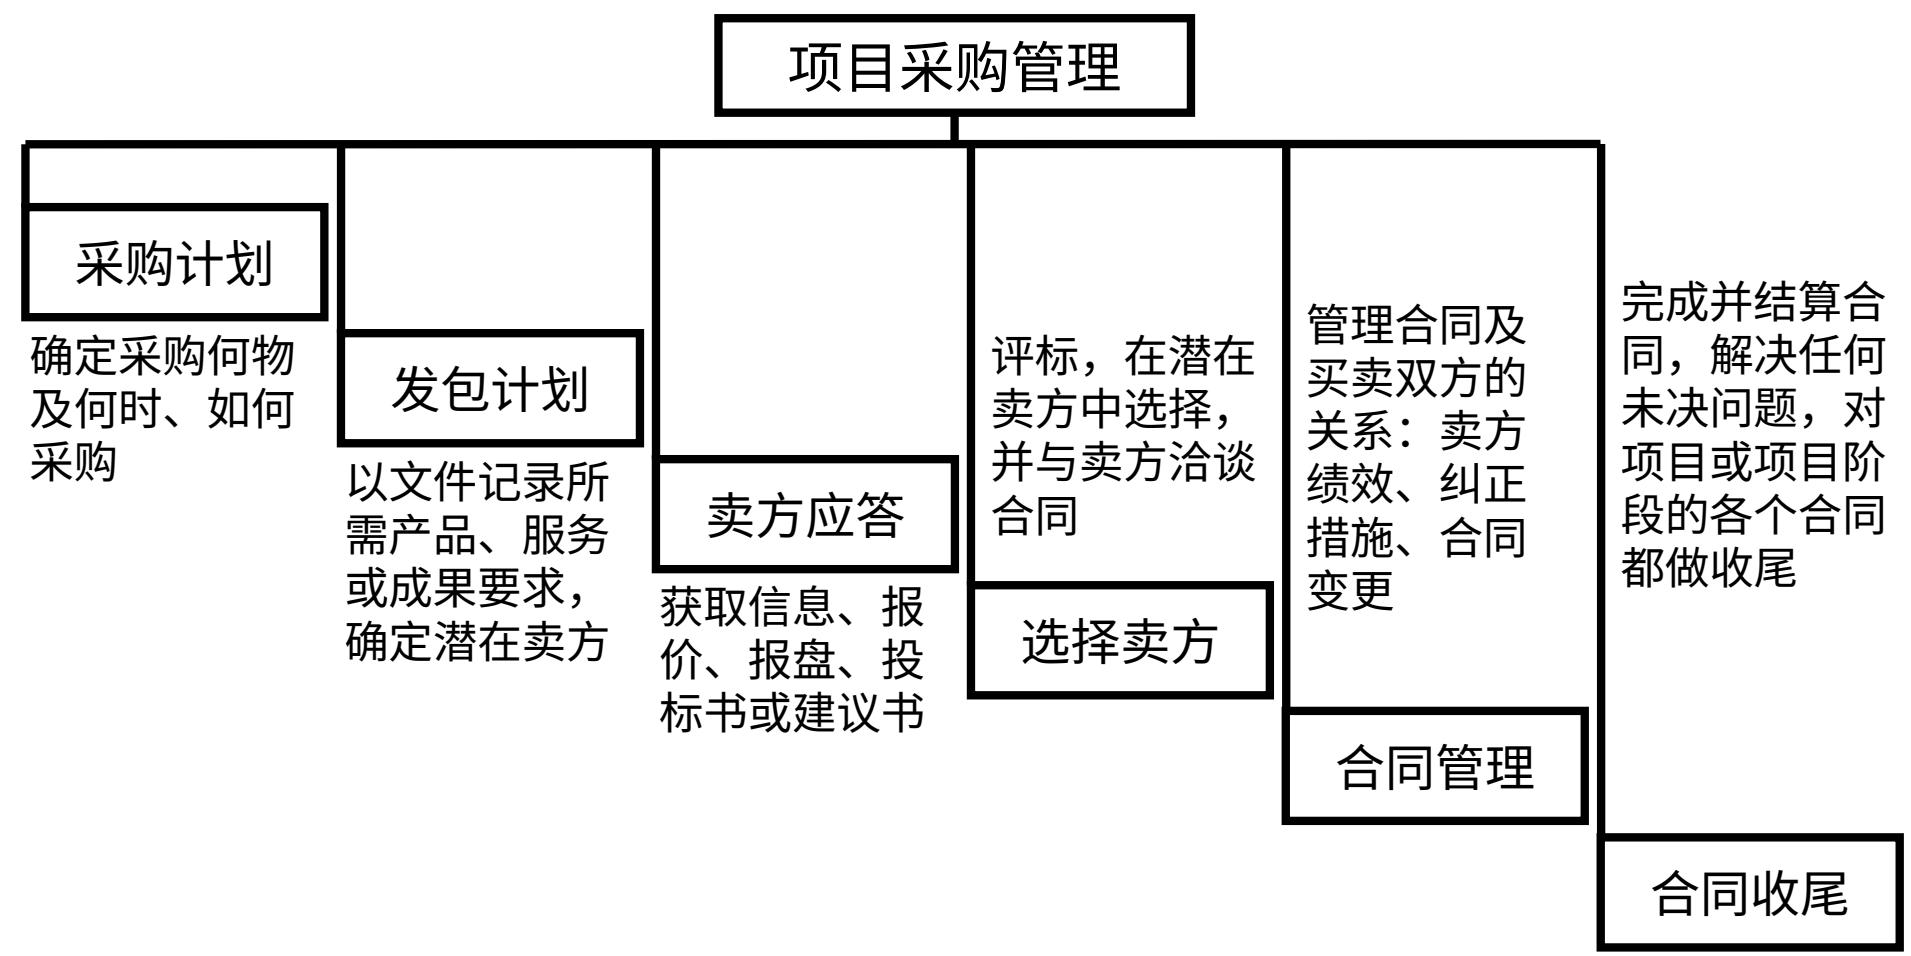 项目采购管理
采购计划
确定采购何物
及何时、如何
采购
发包计划
以文件记录所
需产品、服务
或成果要求，
确定潜在卖方
卖方应答
获取信息、报
价、报盘、投
标书或建议书
评标，在潜在
卖方中选择，
并与卖方洽谈
合同
选择卖方
管理合同及
买卖双方的
关系：卖方
绩效、纠正
措施、合同
变更
合同管理
完成并结算合
同，解决任何
未决问题，对
项目或项目阶
段的各个合同
都做收尾
合同收尾